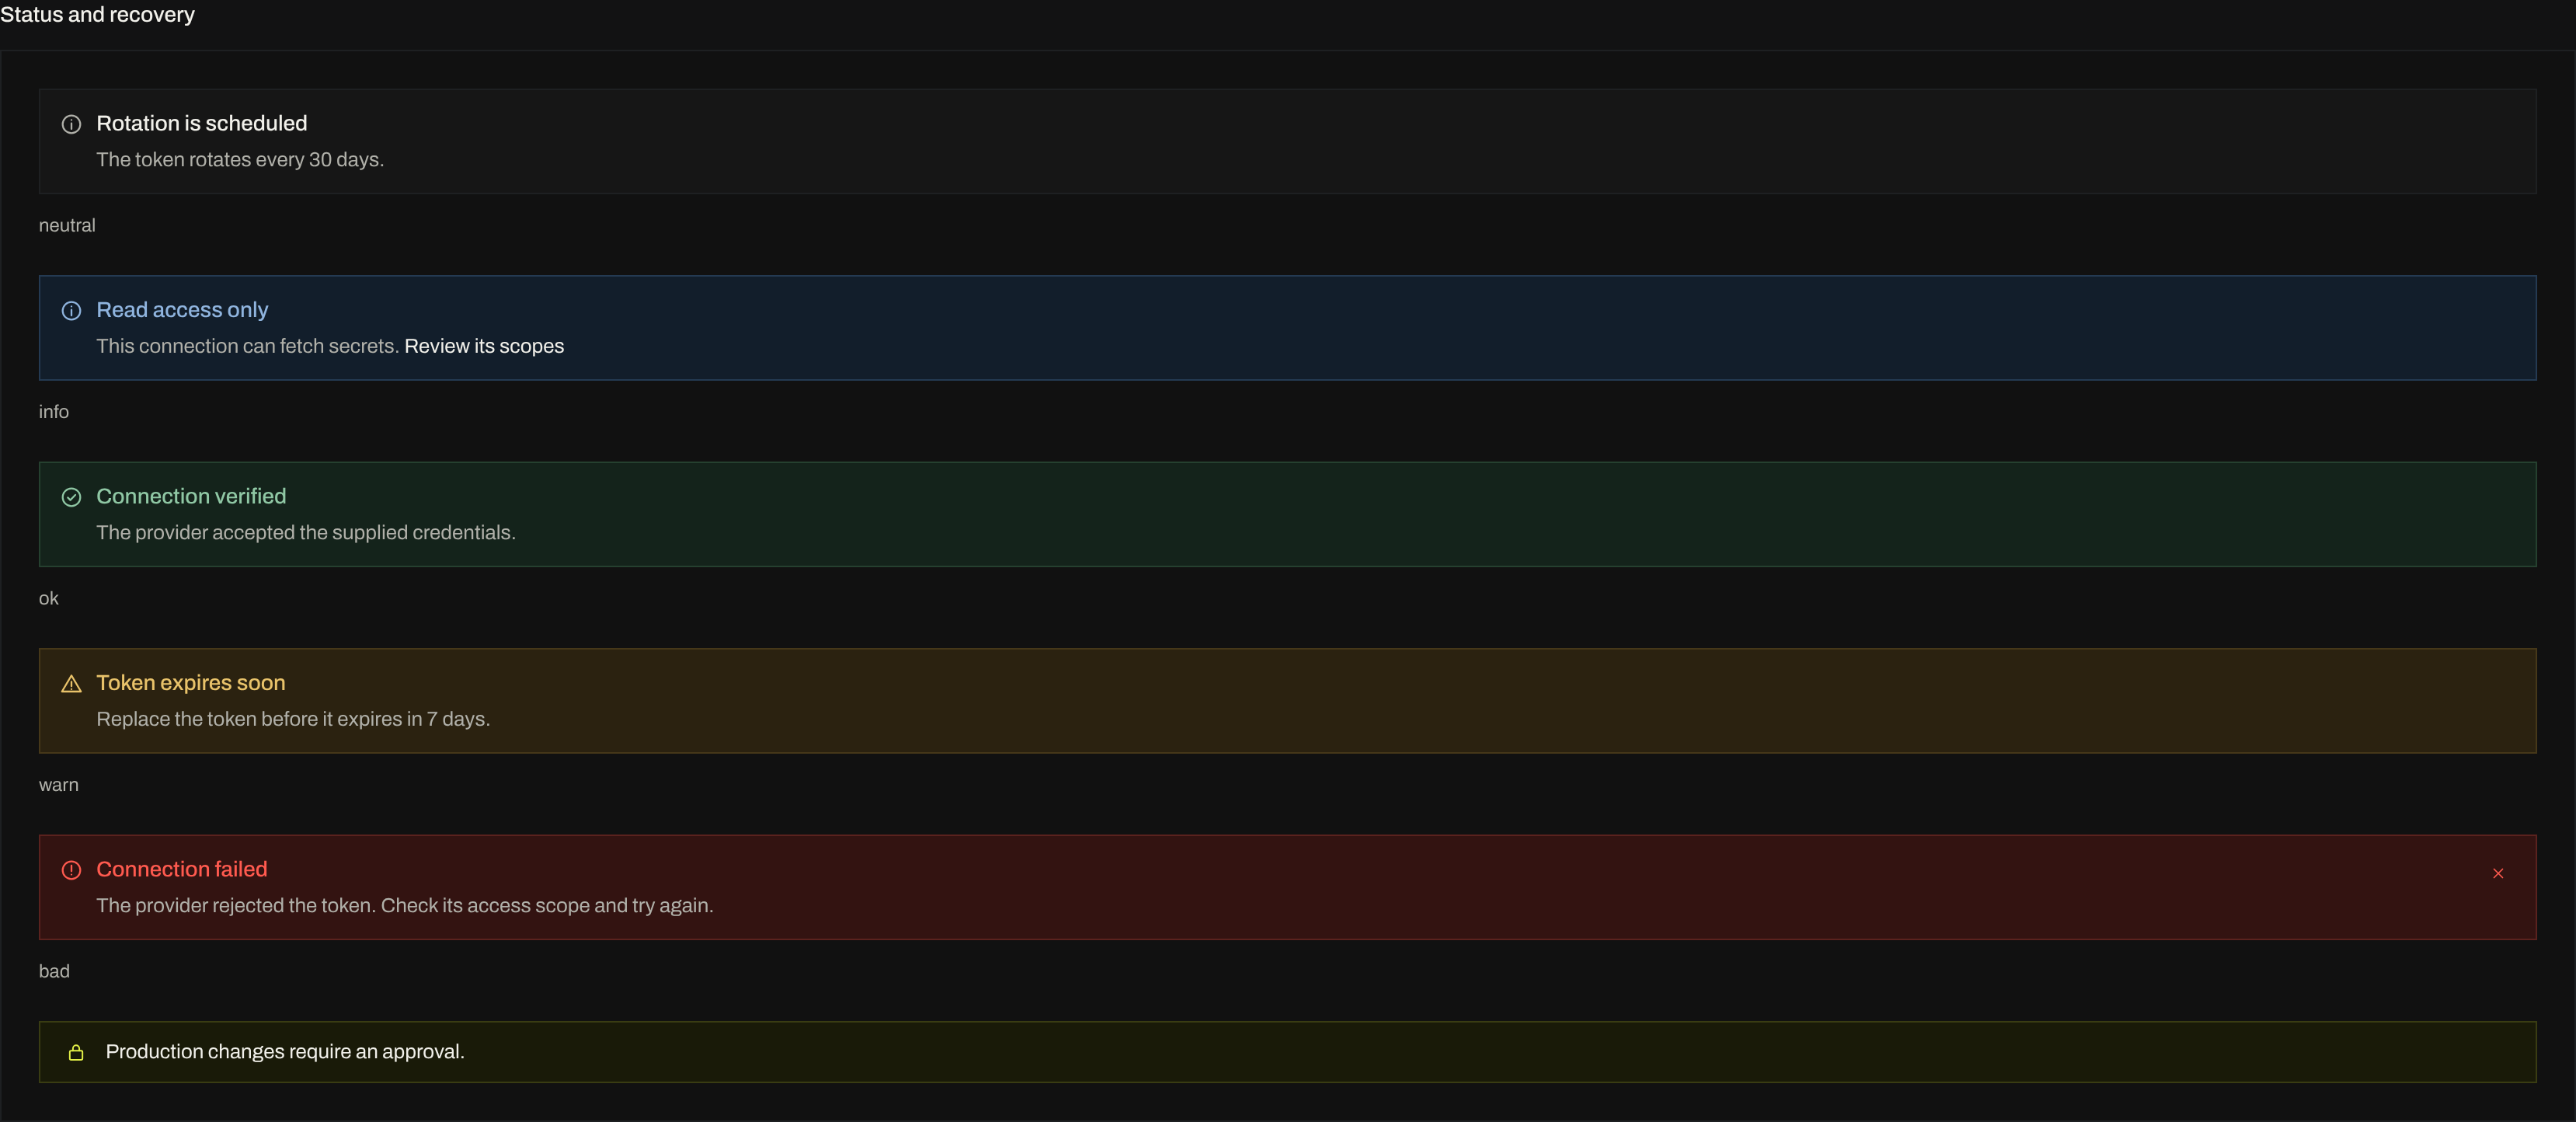 Status and recovery
Rotation is scheduled
The token rotates every 30 days.
neutral
Read access only
This connection can fetch secrets. Review its scopes
info
Connection verified
The provider accepted the supplied credentials.
ok
Token expires soon
Replace the token before it expires in 7 days.
warn
Connection failed
The provider rejected the token. Check its access scope and try again.
bad
Production changes require an approval.